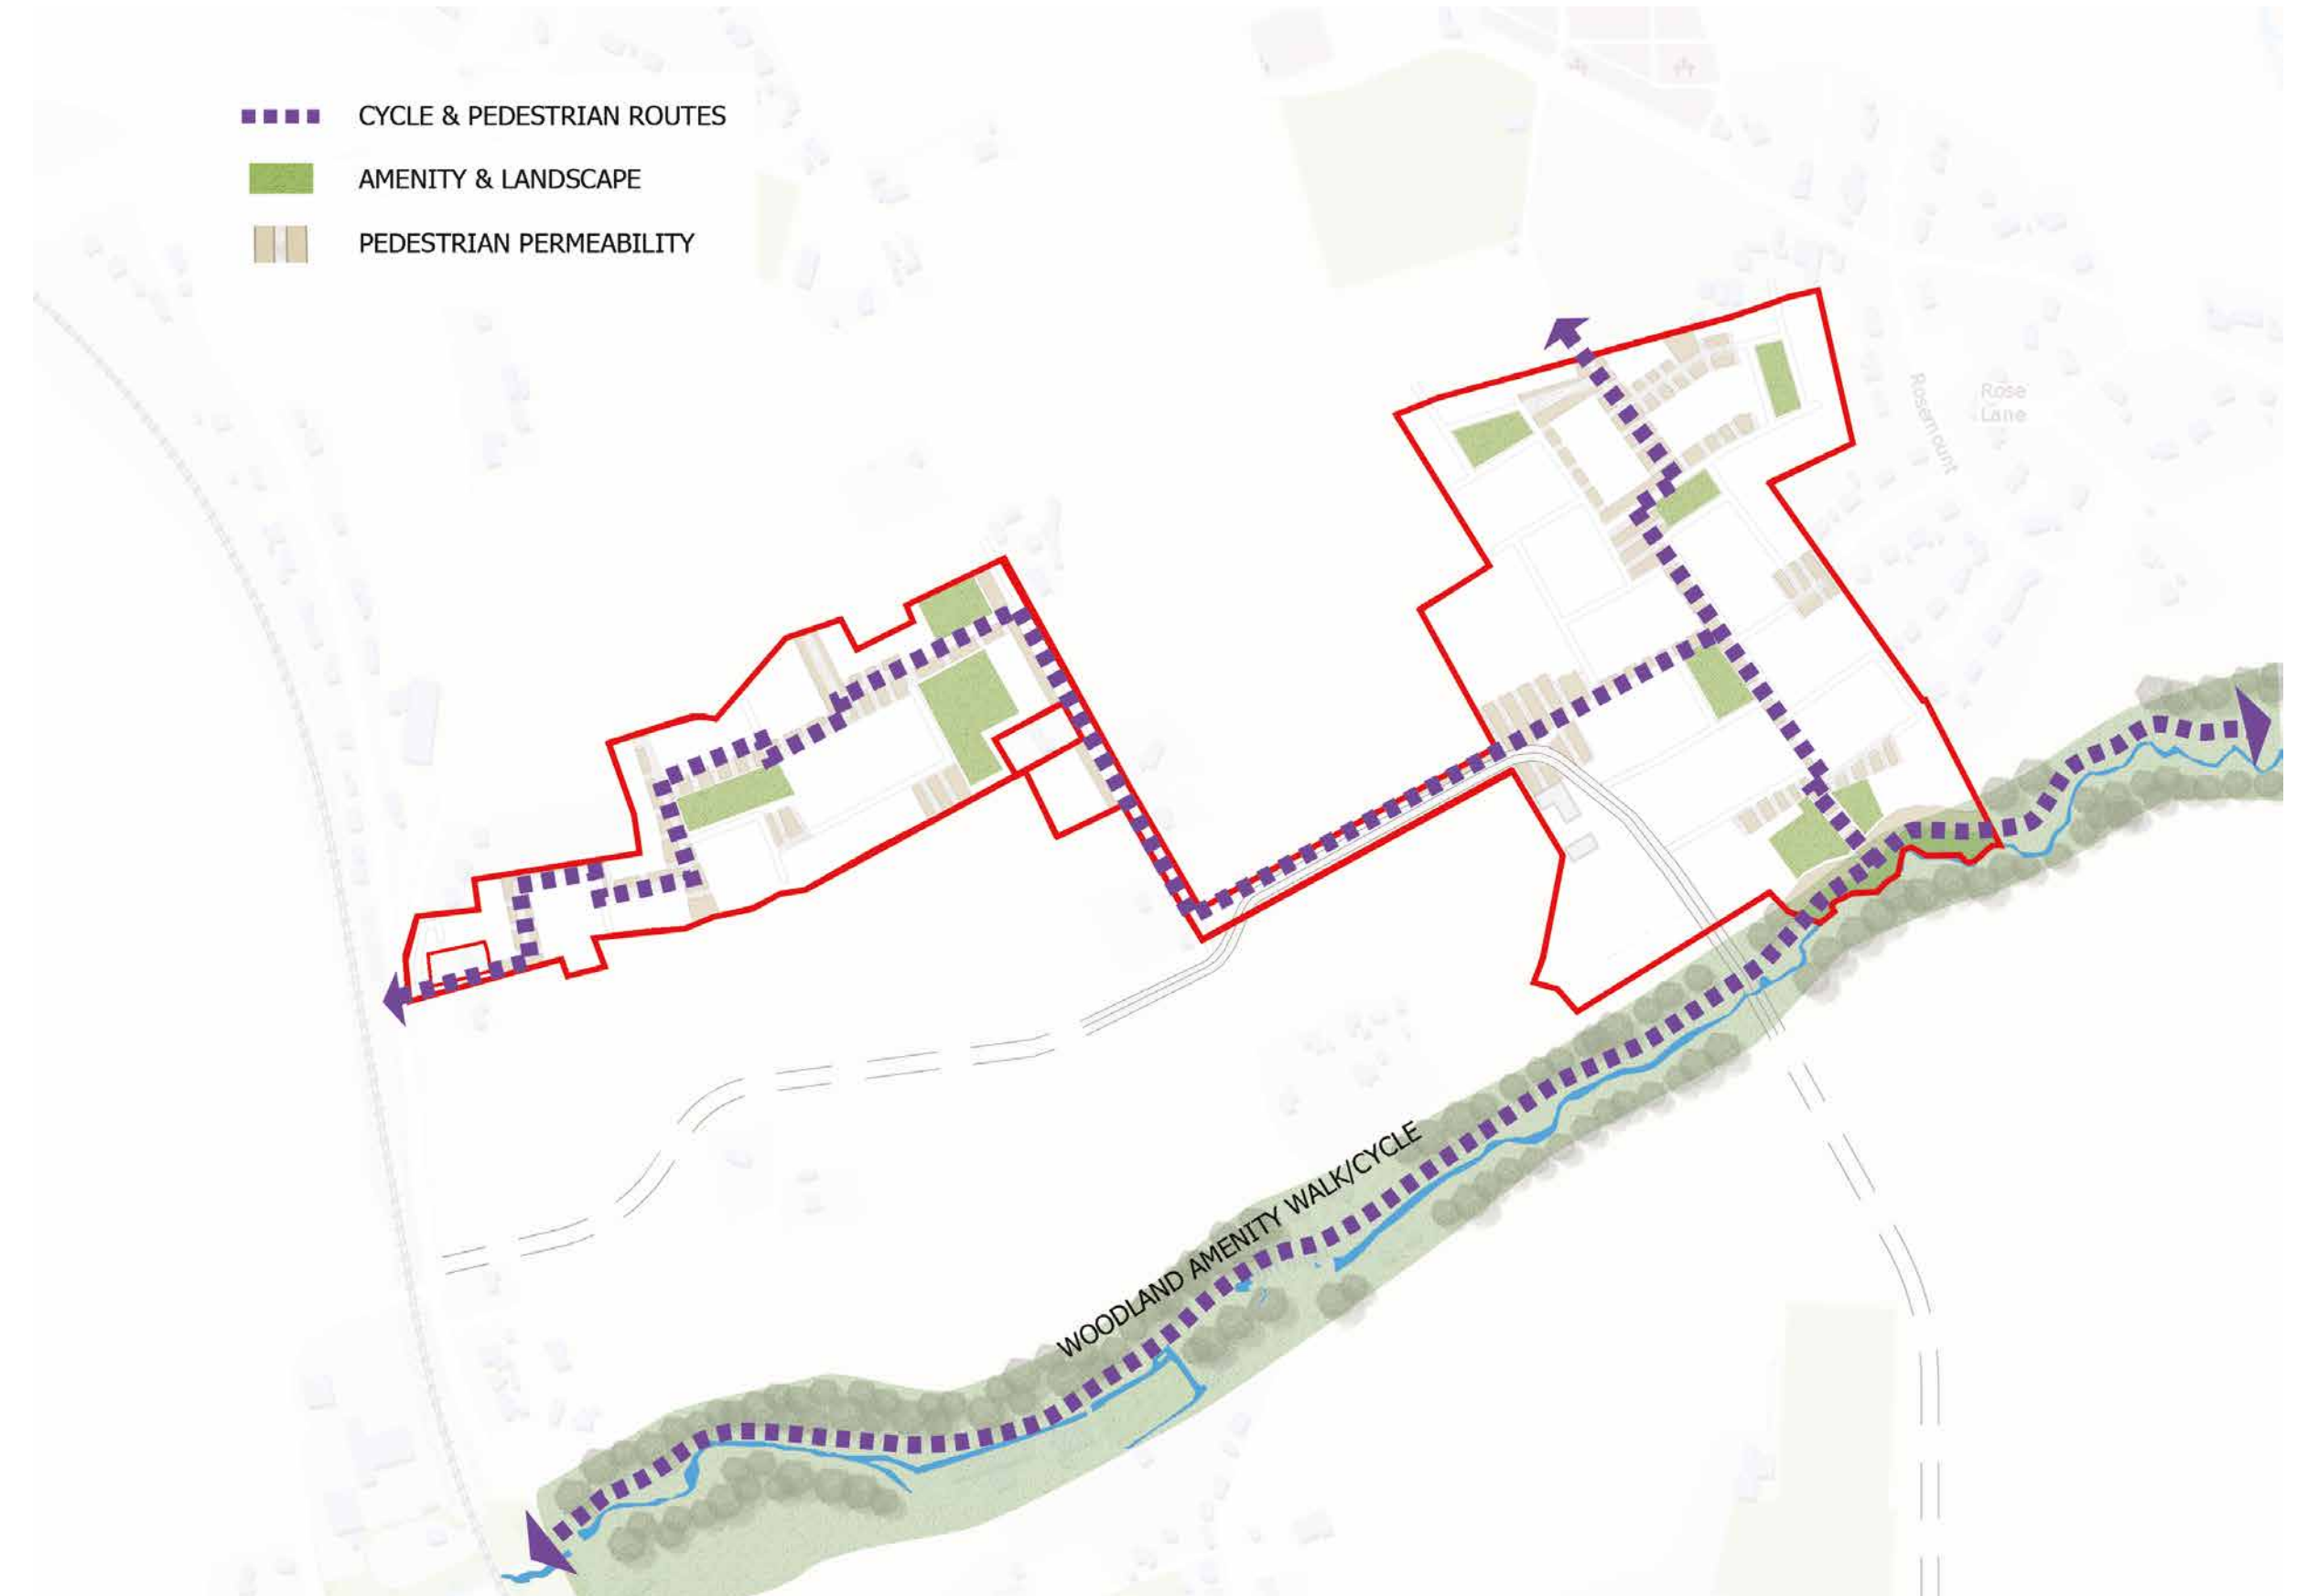 CYCLE & PEDESTRIAN ROUTES
AMENITY & LANDSCAPE
PEDESTRIAN PERMEABILITY
Rosemount
Rose
Lane
WOODLAND AMENITY WALK/CYCLE